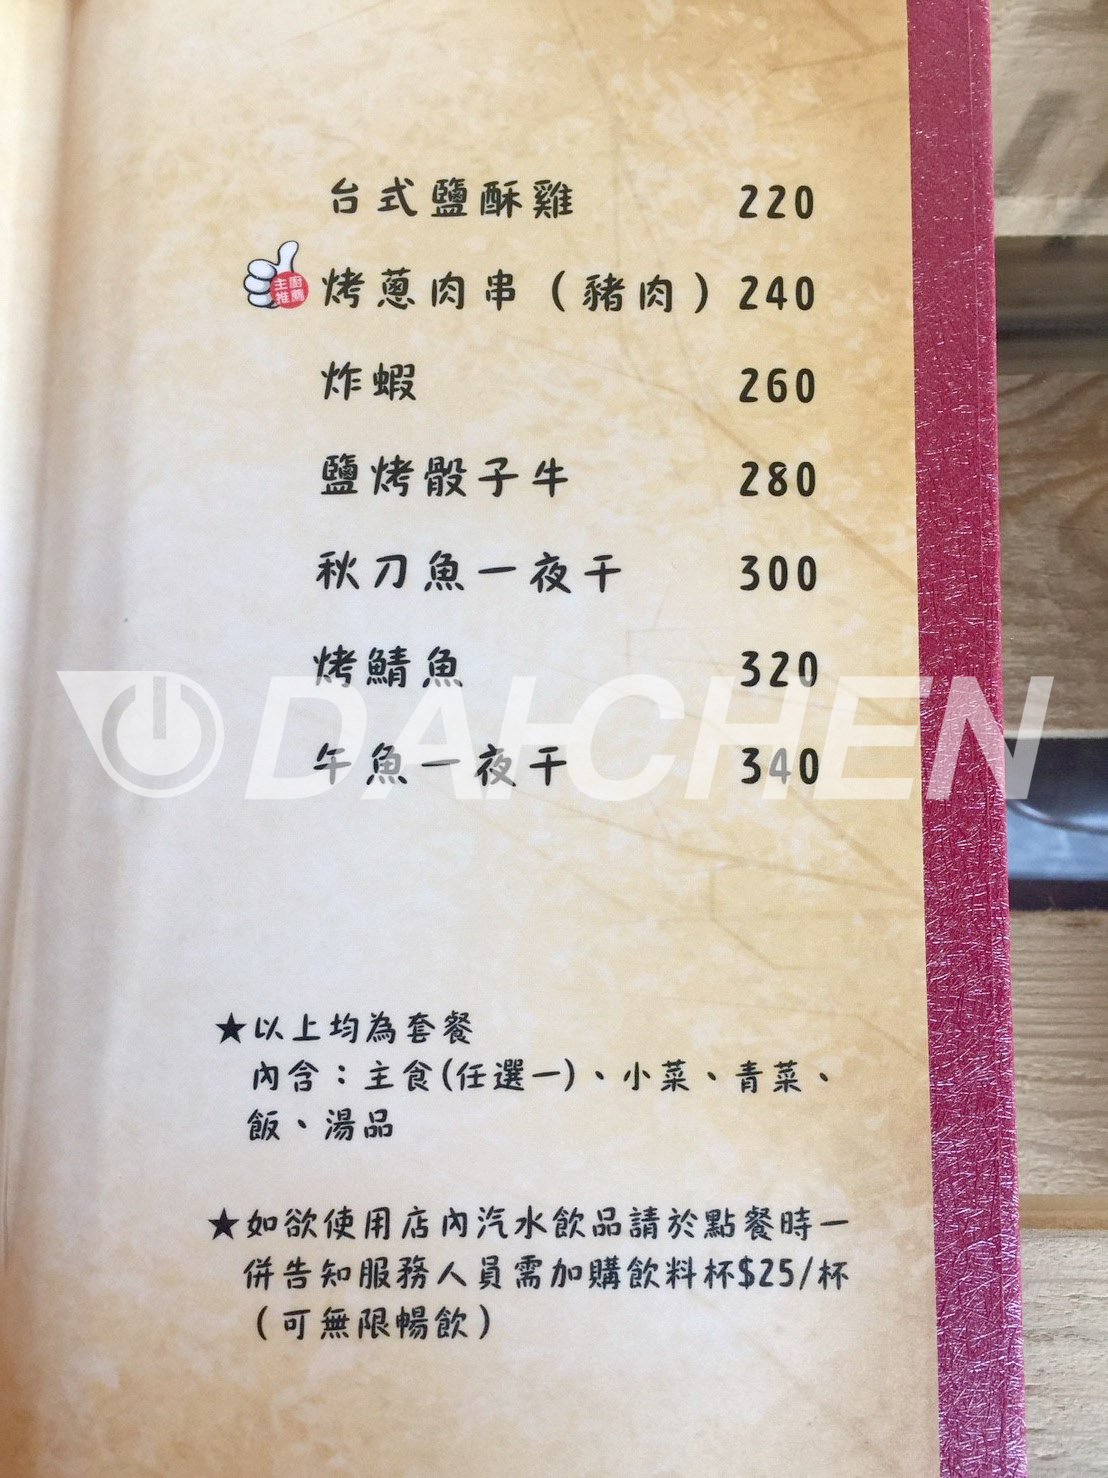 台式鹽酥雞 220
主廚推薦 烤蔥肉串（豬肉）240
炸蝦 260
鹽烤骰子牛 280
秋刀魚一夜干 300
烤鯖魚 320
午魚一夜干 340
DAI-CHEN
★以上均為套餐
內含：主食(任選一)、小菜、青菜、
飯、湯品
★如欲使用店內汽水飲品請於點餐時一
併告知服務人員需加購飲料杯$25/杯
（可無限暢飲）